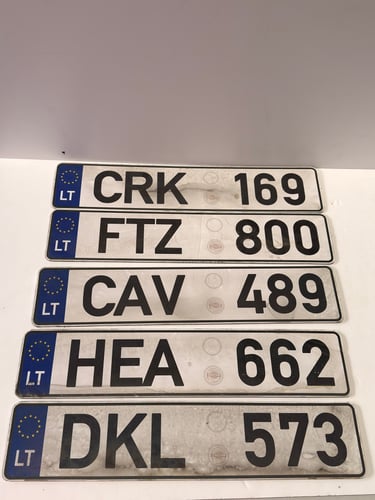 LT CRK 169
LT FTZ 800
LT CAV 489
LT HEA 662
LT DKL 573